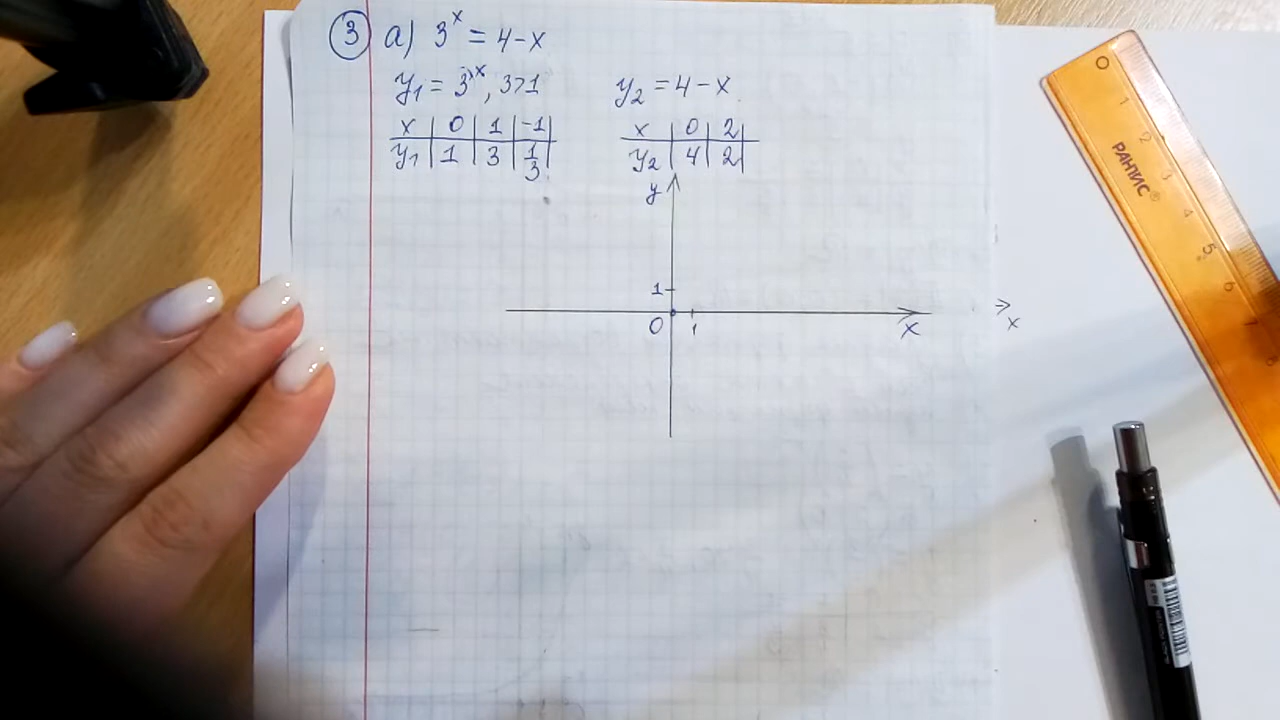 3 а) 3^x = 4-x
y₁ = 3^x, 3>1 y₂ = 4-x
x | 0 | 1 | -1 |
y₁ | 1 | 3 | 1/3 |
x | 0 | 2 |
y₂ | 4 | 2 |
y
1
0 1 x
x
0 1 2 3 4 5 6 7
РАНТИС®